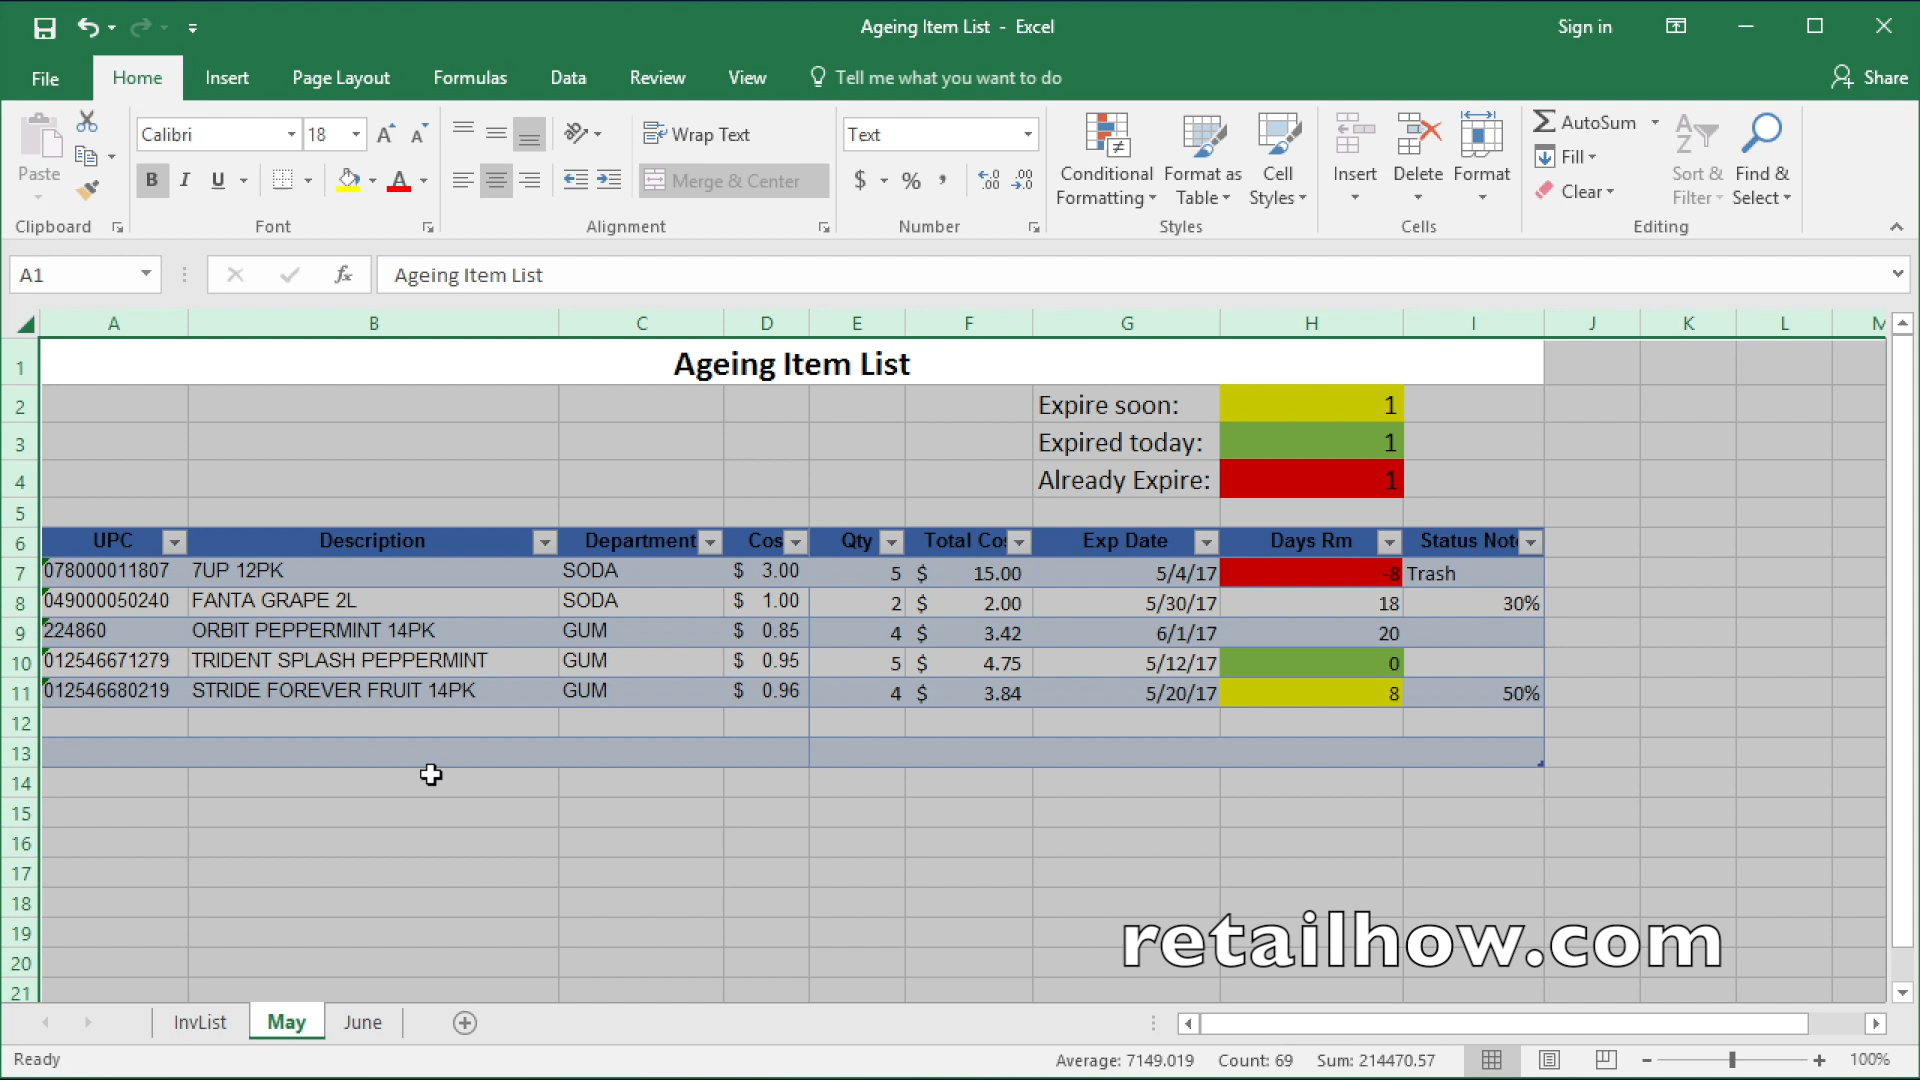 Ageing Item List - Excel
Sign in
File Home Insert Page Layout Formulas Data Review View Tell me what you want to do Share
Paste
Clipboard
Calibri 18
B I U A
Font
Wrap Text
Merge & Center
Alignment
Text
$ % ,
Number
Conditional Formatting
Format as Table
Cell Styles
Styles
Insert Delete Format
Cells
AutoSum
Fill
Clear
Sort & Filter
Find & Select
Editing
A1 fx Ageing Item List
A B C D E F G H I J K L M
1 Ageing Item List
2 Expire soon: 1
3 Expired today: 1
4 Already Expire: 1
5
6 UPC Description Department Cos Qty Total Co Exp Date Days Rm Status Not
7 078000011807 7UP 12PK SODA $ 3.00 5 $ 15.00 5/4/17 -8 Trash
8 049000050240 FANTA GRAPE 2L SODA $ 1.00 2 $ 2.00 5/30/17 18 30%
9 224860 ORBIT PEPPERMINT 14PK GUM $ 0.85 4 $ 3.42 6/1/17 20
10 012546671279 TRIDENT SPLASH PEPPERMINT GUM $ 0.95 5 $ 4.75 5/12/17 0
11 012546680219 STRIDE FOREVER FRUIT 14PK GUM $ 0.96 4 $ 3.84 5/20/17 8 50%
12
13
14
15
16
17
18
19
20
21
retailhow.com
InvList May June
Ready Average: 7149.019 Count: 69 Sum: 214470.57 100%